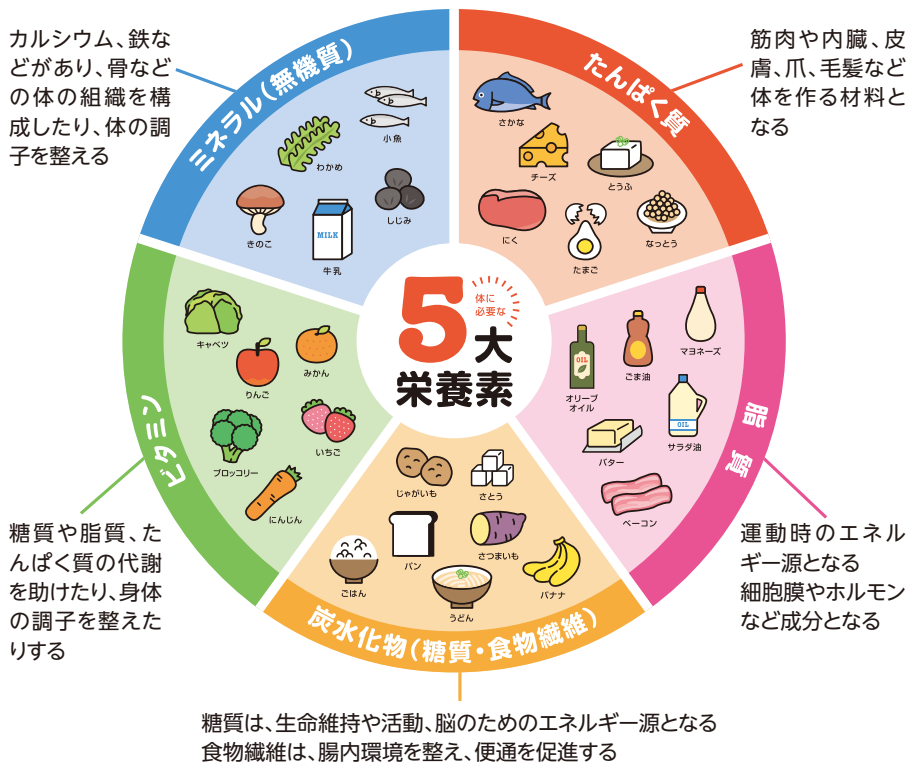 体に
必要な
5大
栄養素
たんぱく質
筋肉や内臓、皮
膚、爪、毛髪など
体を作る材料と
なる
さかな
チーズ
とうふ
にく
たまご
なっとう
脂質
運動時のエネル
ギー源となる
細胞膜やホルモン
など成分となる
マヨネーズ
ごま油
OIL
オリーブ
オイル
OIL
サラダ油
バター
ベーコン
炭水化物(糖質・食物繊維)
糖質は、生命維持や活動、脳のためのエネルギー源となる
食物繊維は、腸内環境を整え、便通を促進する
じゃがいも
さとう
パン
さつまいも
ごはん
うどん
バナナ
ビタミン
糖質や脂質、た
んぱく質の代謝
を助けたり、身体
の調子を整えた
りする
キャベツ
りんご
みかん
ブロッコリー
いちご
にんじん
ミネラル(無機質)
カルシウム、鉄な
どがあり、骨など
の体の組織を構
成したり、体の調
子を整える
小魚
わかめ
しじみ
きのこ
MILK
牛乳